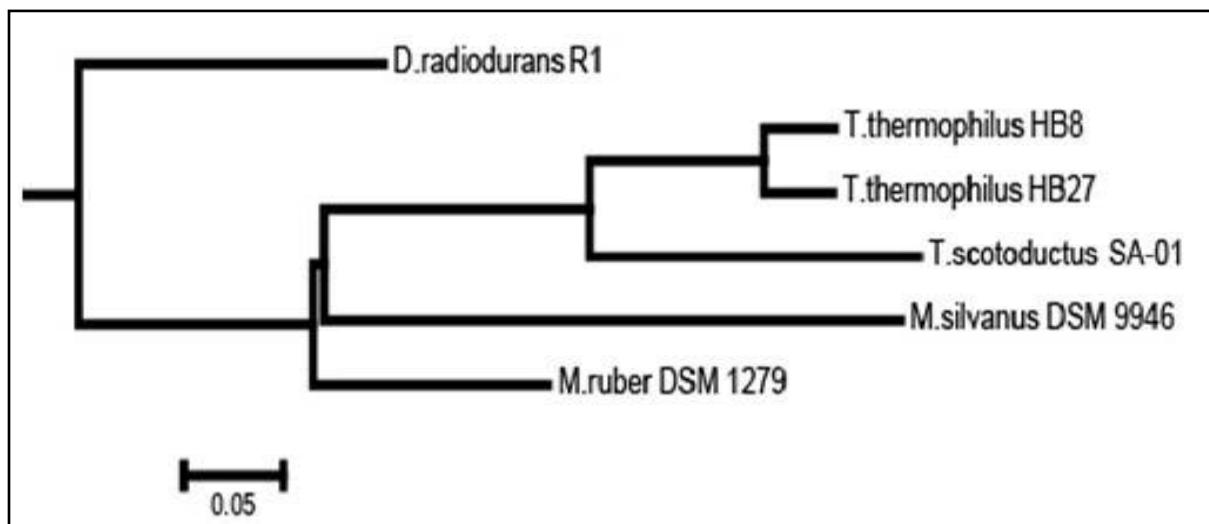 D.radiodurans R1
T.thermophilus HB8
T.thermophilus HB27
T.scotoductus SA-01
M.silvanus DSM 9946
M.ruber DSM 1279
0.05